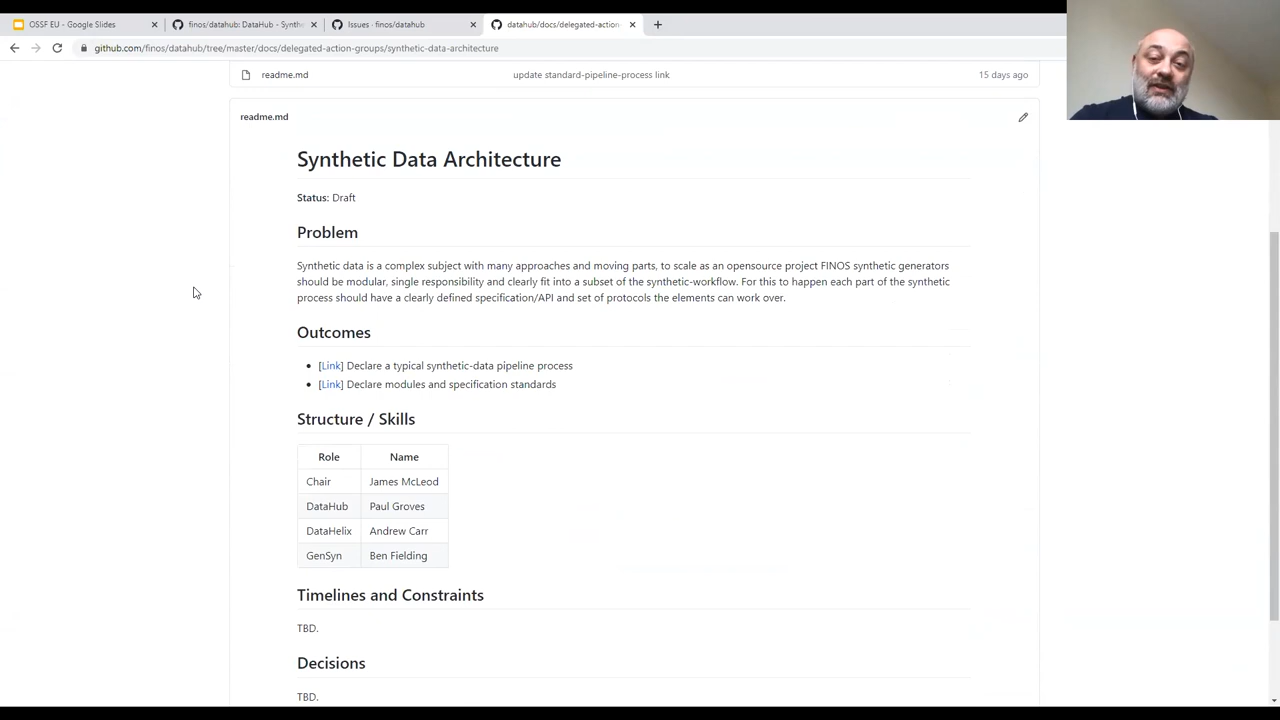 OSSF EU - Google Slides
finos/datahub: DataHub - Synthe
Issues · finos/datahub
datahub/docs/delegated-action-
github.com/finos/datahub/tree/master/docs/delegated-action-groups/synthetic-data-architecture
readme.md update standard-pipeline-process link 15 days ago
readme.md
Synthetic Data Architecture
Status: Draft
Problem
Synthetic data is a complex subject with many approaches and moving parts, to scale as an opensource project FINOS synthetic generators
should be modular, single responsibility and clearly fit into a subset of the synthetic-workflow. For this to happen each part of the synthetic
process should have a clearly defined specification/API and set of protocols the elements can work over.
Outcomes
• [Link] Declare a typical synthetic-data pipeline process
• [Link] Declare modules and specification standards
Structure / Skills
Role Name
Chair James McLeod
DataHub Paul Groves
DataHelix Andrew Carr
GenSyn Ben Fielding
Timelines and Constraints
TBD.
Decisions
TBD.